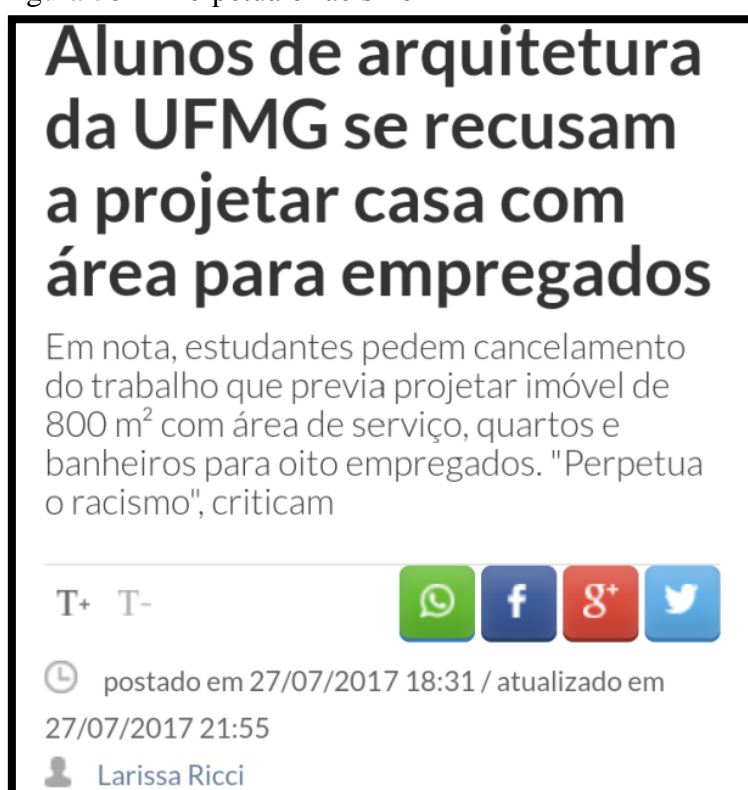 Alunos de arquitetura
da UFMG se recusam
a projetar casa com
área para empregados
Em nota, estudantes pedem cancelamento
do trabalho que previa projetar imóvel de
800 m² com área de serviço, quartos e
banheiros para oito empregados. "Perpetua
o racismo", criticam
T+ T-
f g+
postado em 27/07/2017 18:31 / atualizado em
27/07/2017 21:55
Larissa Ricci